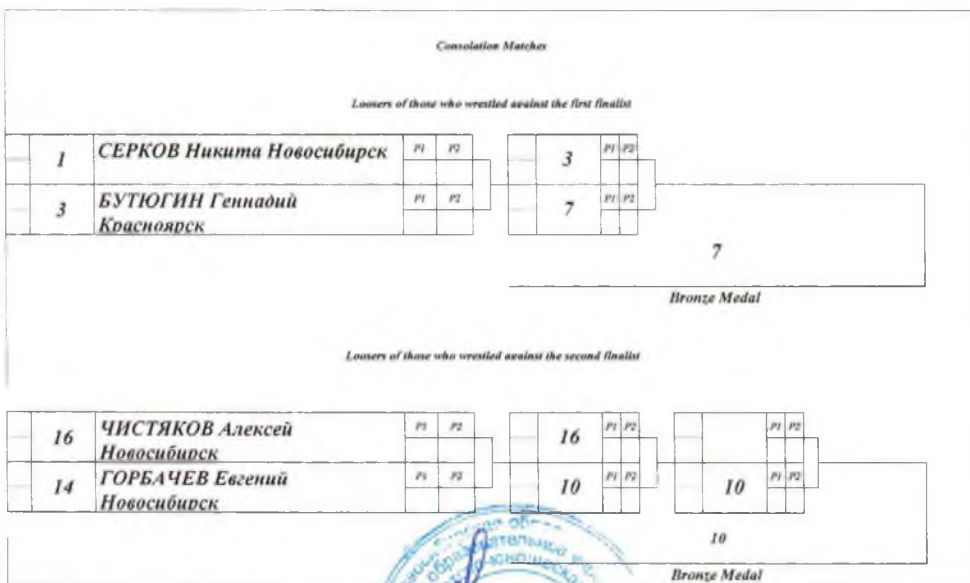 Consolation Matches
Loosers of those who wrestled against the first finalist
1 СЕРКОВ Никита Новосибирск P1 P2 3 P1 P2
3 БУТЮГИН Геннадий P1 P2 7 P1 P2
Красноярск
7
Bronze Medal
Loosers of those who wrestled against the second finalist
16 ЧИСТЯКОВ Алексей P1 P2 16 P1 P2 P1 P2
Новосибирск
14 ГОРБАЧЕВ Евгений P1 P2 10 P1 P2 10 P1 P2
Новосибирск
10
Bronze Medal